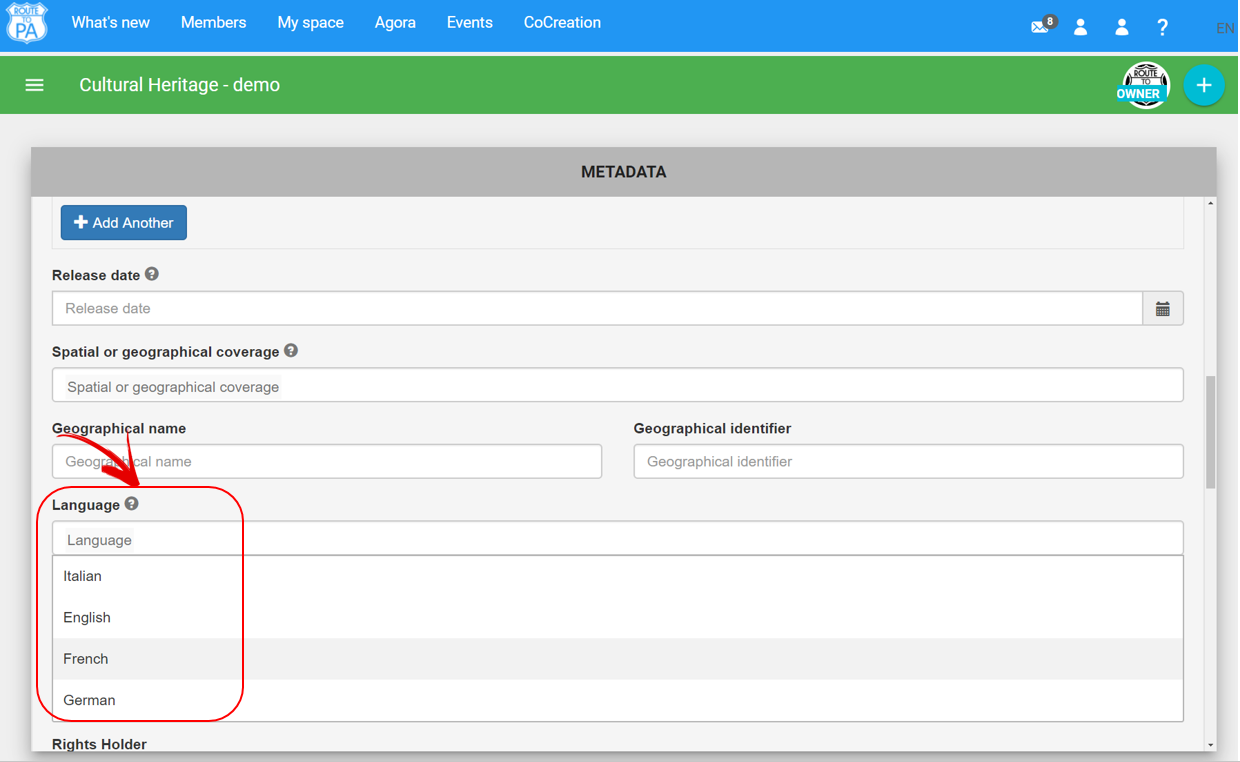 ROUTE
TO
PA
What's new
Members
My space
Agora
Events
CoCreation
8
?
EN
Cultural Heritage - demo
ROUTE
TO
OWNER
METADATA
Add Another
Release date ?
Release date
Spatial or geographical coverage ?
Spatial or geographical coverage
Geographical name
Geographical identifier
Geographical name
Geographical identifier
Language ?
Language
Italian
English
French
German
Rights Holder